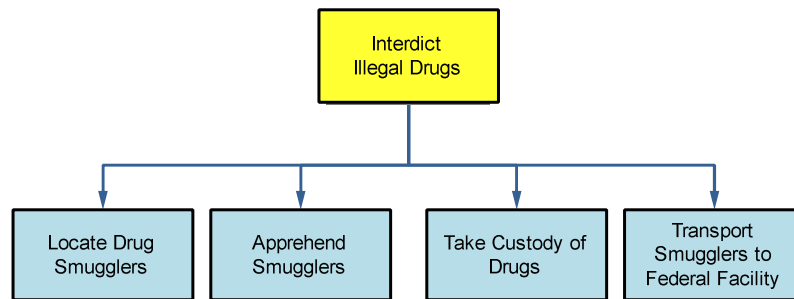 Interdict
Illegal Drugs
Locate Drug
Smugglers
Apprehend
Smugglers
Take Custody of
Drugs
Transport
Smugglers to
Federal Facility